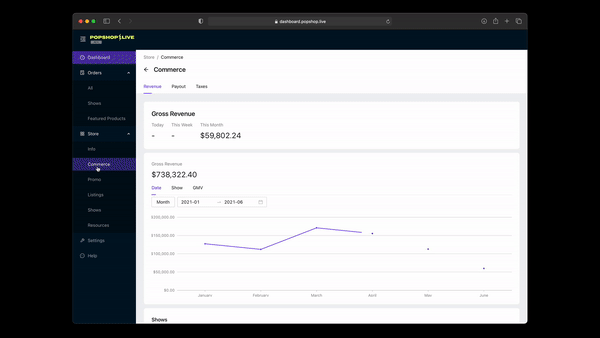 dashboard.popshop.live
POPSHOP LIVE
Dashboard
Orders
All
Shows
Featured Products
Store
Info
Commerce
Promo
Listings
Shows
Resources
Settings
Help
Store / Commerce
Commerce
Revenue Payout Taxes
Gross Revenue
Today This Week This Month
- - $59,802.24
Gross Revenue
$738,322.40
Date Show GMV
Month 2021-01 → 2021-08
$200,000.00
$150,000.00
$100,000.00
$50,000.00
$0.00
January February March April May June
Shows